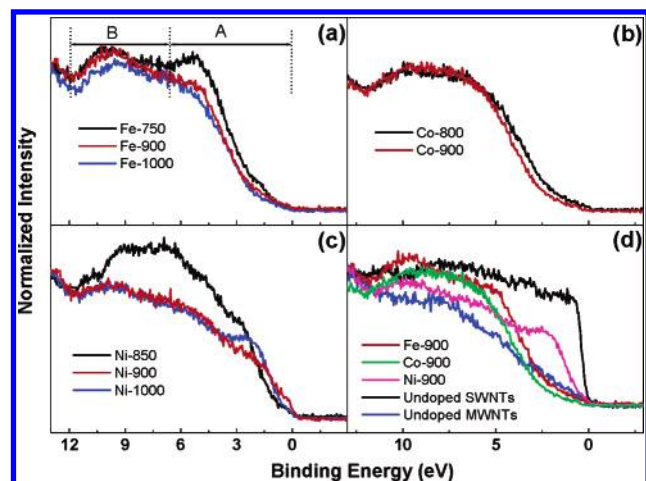 B A (a)
Fe-750
Fe-900
Fe-1000
(b)
Co-800
Co-900
(c)
Ni-850
Ni-900
Ni-1000
12 9 6 3 0
(d)
Fe-900
Co-900
Ni-900
Undoped SWNTs
Undoped MWNTs
10 5 0
Normalized Intensity
Binding Energy (eV)